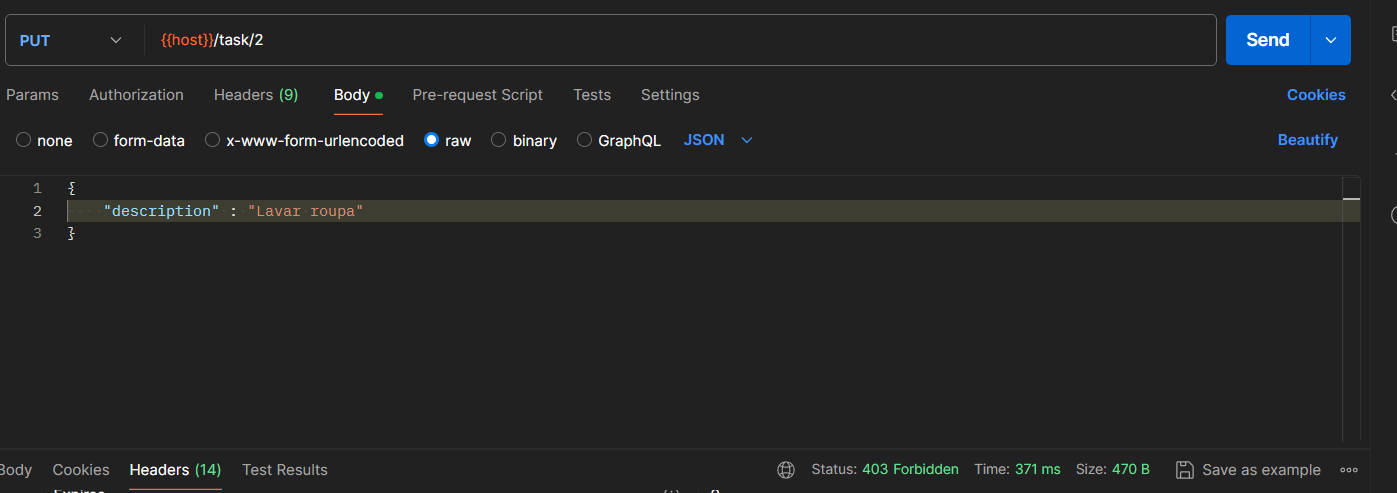 PUT {{host}}/task/2 Send
Params Authorization Headers (9) Body Pre-request Script Tests Settings Cookies
none form-data x-www-form-urlencoded raw binary GraphQL JSON Beautify
1 {
2 "description" : "Lavar roupa"
3 }
Body Cookies Headers (14) Test Results Status: 403 Forbidden Time: 371 ms Size: 470 B Save as example